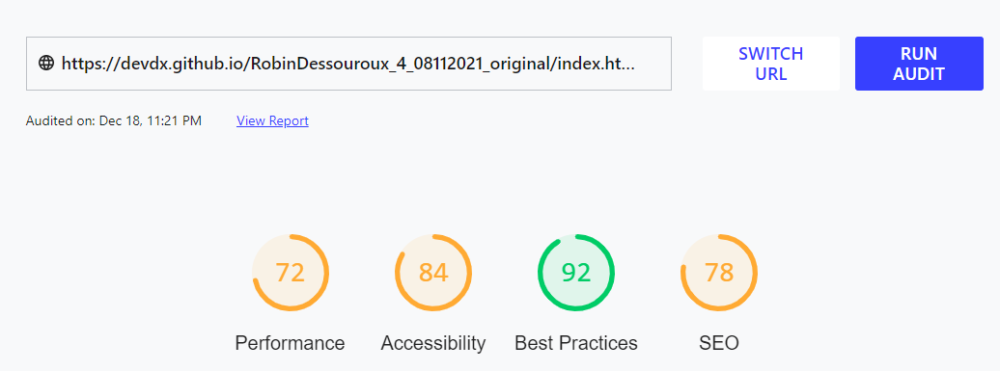 https://devdx.github.io/RobinDessouroux_4_08112021_original/index.ht...
SWITCH
URL
RUN
AUDIT
Audited on: Dec 18, 11:21 PM View Report
72 84 92 78
Performance Accessibility Best Practices SEO